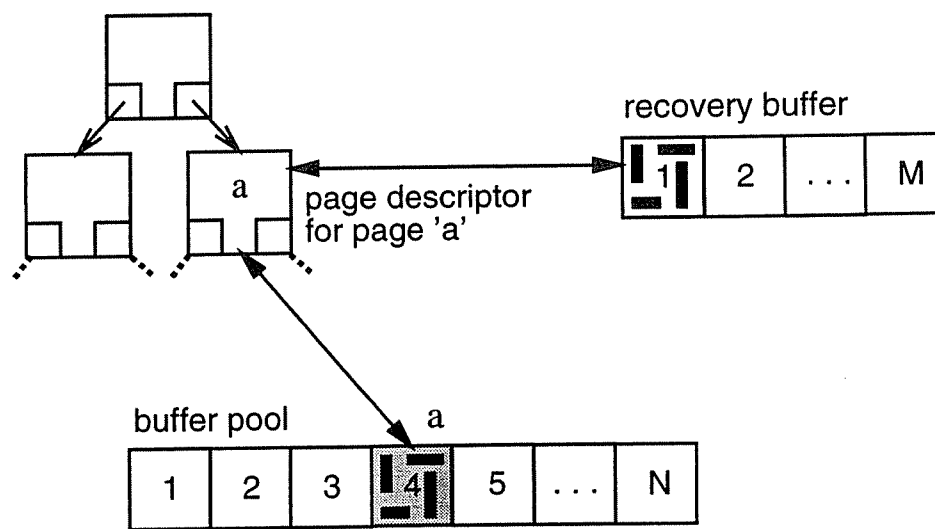 recovery buffer
a
1 2 ... M
page descriptor
for page 'a'
buffer pool
a
1 2 3 4 5 ... N